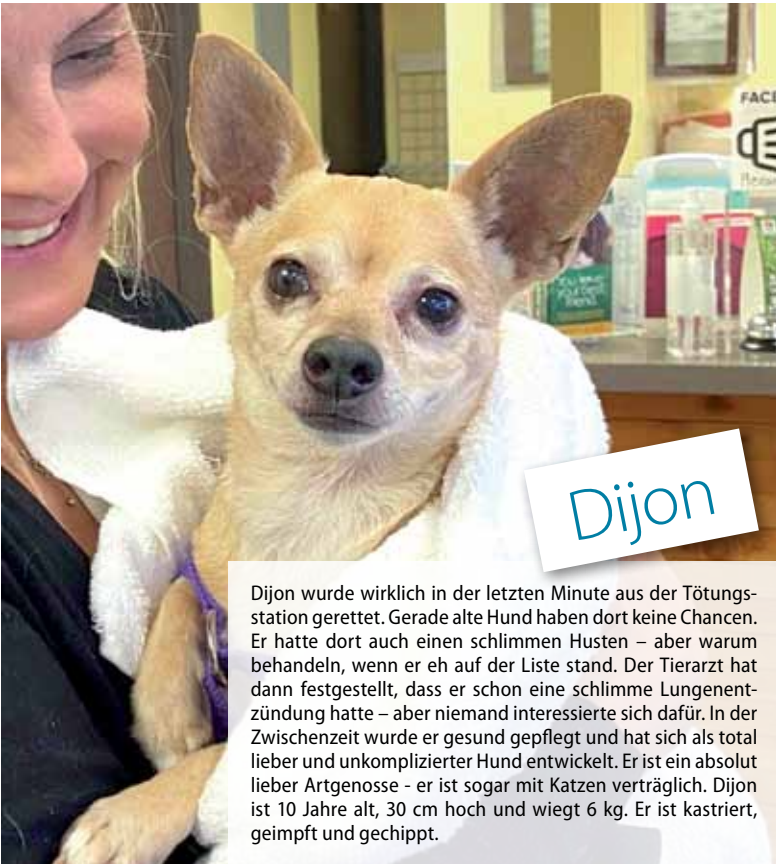 FACE
your best
friend
Dijon
Dijon wurde wirklich in der letzten Minute aus der Tötungs-
station gerettet. Gerade alte Hund haben dort keine Chancen.
Er hatte dort auch einen schlimmen Husten – aber warum
behandeln, wenn er eh auf der Liste stand. Der Tierarzt hat
dann festgestellt, dass er schon eine schlimme Lungenent-
zündung hatte – aber niemand interessierte sich dafür. In der
Zwischenzeit wurde er gesund gepflegt und hat sich als total
lieber und unkomplizierter Hund entwickelt. Er ist ein absolut
lieber Artgenosse - er ist sogar mit Katzen verträglich. Dijon
ist 10 Jahre alt, 30 cm hoch und wiegt 6 kg. Er ist kastriert,
geimpft und gechippt.